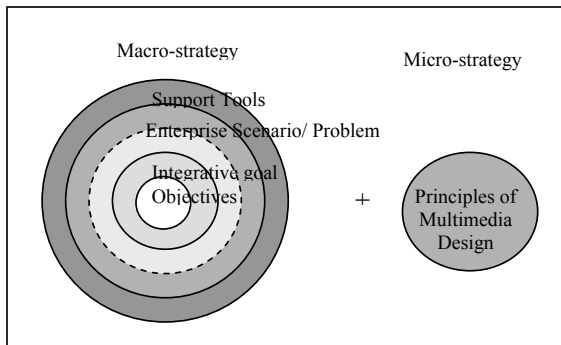 Macro-strategy
Micro-strategy
Support Tools
Enterprise Scenario/ Problem
Integrative goal
Objectives
+
Principles of
Multimedia
Design